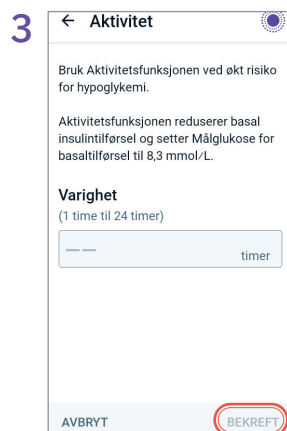 3
← Aktivitet
Bruk Aktivitetsfunksjonen ved økt risiko
for hypoglykemi.
Aktivitetsfunksjonen reduserer basal
insulintilførsel og setter Målglukose for
basaltilførsel til 8,3 mmol/L.
Varighet
(1 time til 24 timer)
–– timer
AVBRYT BEKREFT